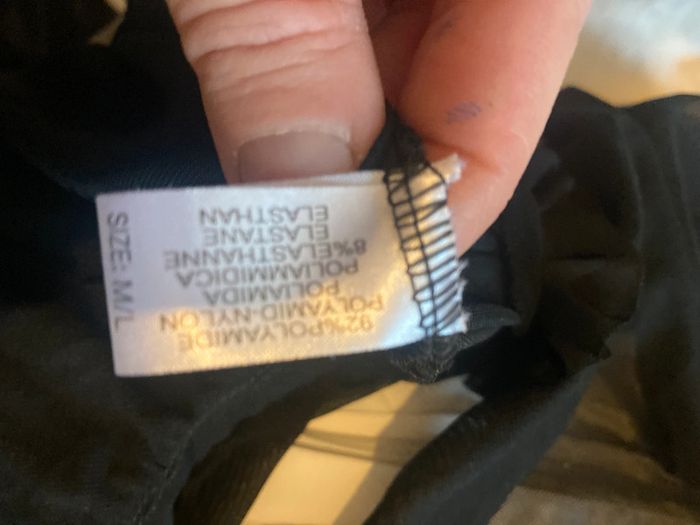 92%POLYAMIDE
POLYAMID-NYLON
POLIAMIDA
POLIAMMIDICA
8%ELASTHANNE
ELASTANE
ELASTHAN
SIZE: M/L